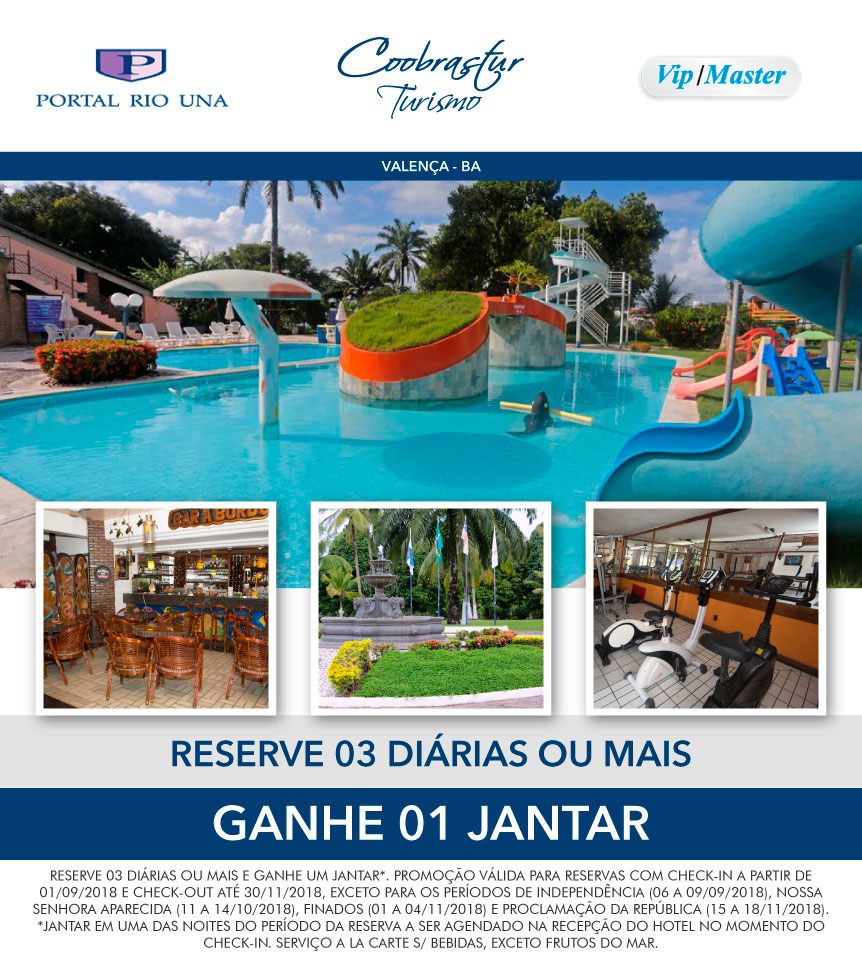 P
PORTAL RIO UNA
Coobrastur
Turismo
Vip/Master
VALENÇA - BA
BAR A BORDO
RESERVE 03 DIÁRIAS OU MAIS
GANHE 01 JANTAR
RESERVE 03 DIÁRIAS OU MAIS E GANHE UM JANTAR*. PROMOÇÃO VÁLIDA PARA RESERVAS COM CHECK-IN A PARTIR DE
01/09/2018 E CHECK-OUT ATÉ 30/11/2018, EXCETO PARA OS PERÍODOS DE INDEPENDÊNCIA (06 A 09/09/2018), NOSSA
SENHORA APARECIDA (11 A 14/10/2018), FINADOS (01 A 04/11/2018) E PROCLAMAÇÃO DA REPÚBLICA (15 A 18/11/2018).
*JANTAR EM UMA DAS NOITES DO PERÍODO DA RESERVA A SER AGENDADO NA RECEPÇÃO DO HOTEL NO MOMENTO DO
CHECK-IN. SERVIÇO A LA CARTE S/ BEBIDAS, EXCETO FRUTOS DO MAR.